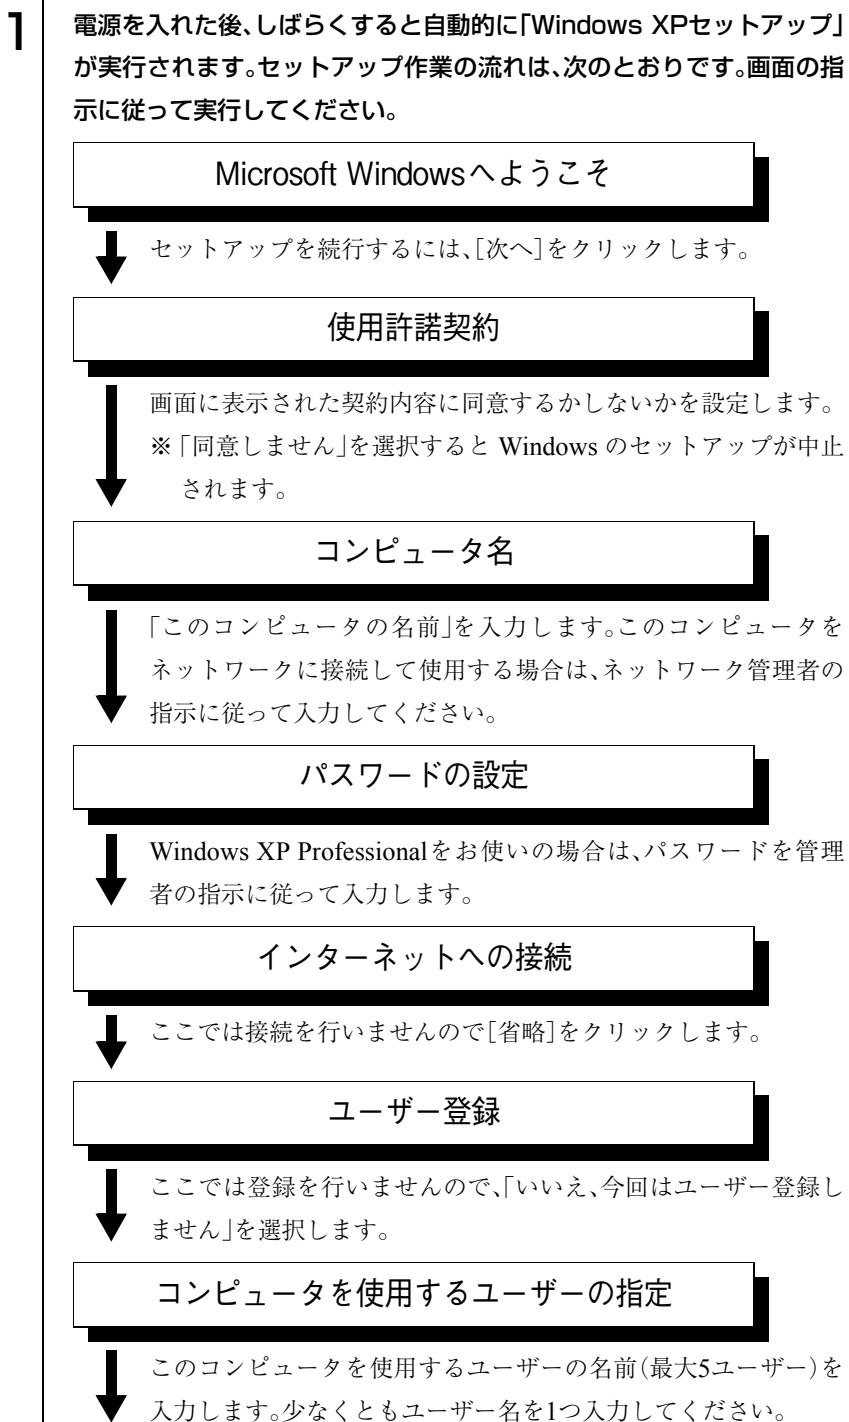 1
電源を入れた後、しばらくすると自動的に「Windows XPセットアップ」
が実行されます。セットアップ作業の流れは、次のとおりです。画面の指
示に従って実行してください。
Microsoft Windowsへようこそ
セットアップを続行するには、[次へ]をクリックします。
使用許諾契約
画面に表示された契約内容に同意するかしないかを設定します。
※「同意しません」を選択すると Windows のセットアップが中止
されます。
コンピュータ名
「このコンピュータの名前」を入力します。このコンピュータを
ネットワークに接続して使用する場合は、ネットワーク管理者の
指示に従って入力してください。
パスワードの設定
Windows XP Professionalをお使いの場合は、パスワードを管理
者の指示に従って入力します。
インターネットへの接続
ここでは接続を行いませんので[省略]をクリックします。
ユーザー登録
ここでは登録を行いませんので、「いいえ、今回はユーザー登録し
ません」を選択します。
コンピュータを使用するユーザーの指定
このコンピュータを使用するユーザーの名前(最大5ユーザー)を
入力します。少なくともユーザー名を1つ入力してください。